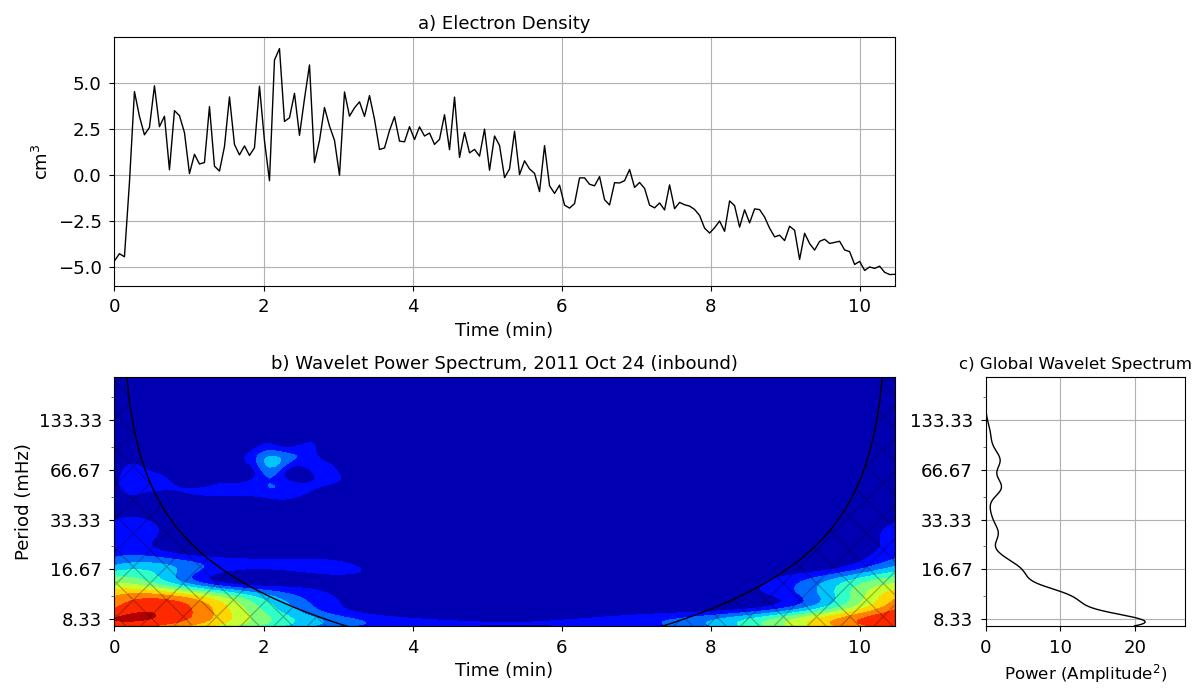 a) Electron Density
5.0
2.5
0.0
−2.5
−5.0
cm³
0 2 4 6 8 10
Time (min)
b) Wavelet Power Spectrum, 2011 Oct 24 (inbound)
133.33
66.67
33.33
16.67
8.33
Period (mHz)
0 2 4 6 8 10
Time (min)
c) Global Wavelet Spectrum
133.33
66.67
33.33
16.67
8.33
0 10 20
Power (Amplitude²)